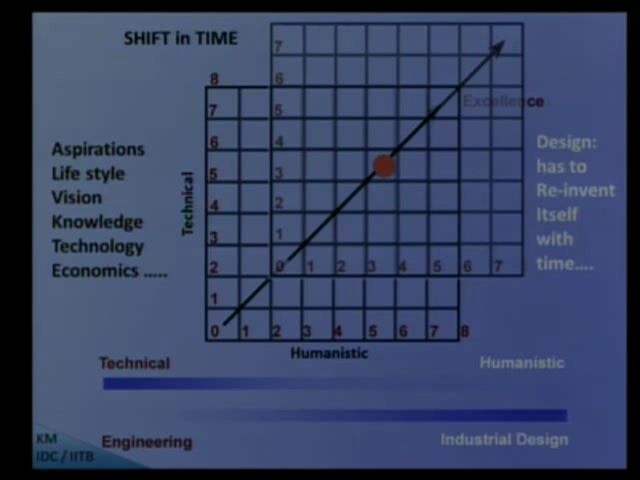 SHIFT in TIME
7
8 6
7 5
Excellence
6 4
5 3
4 2
3 1
2 0 1 2 3 4 5 6 7
1
0 1 2 3 4 5 6 7 8
Technical
Humanistic
Aspirations
Life style
Vision
Knowledge
Technology
Economics .....
Design:
has to
Re-invent
Itself
with
time....
Technical Humanistic
Engineering Industrial Design
KM
IDC / IITB